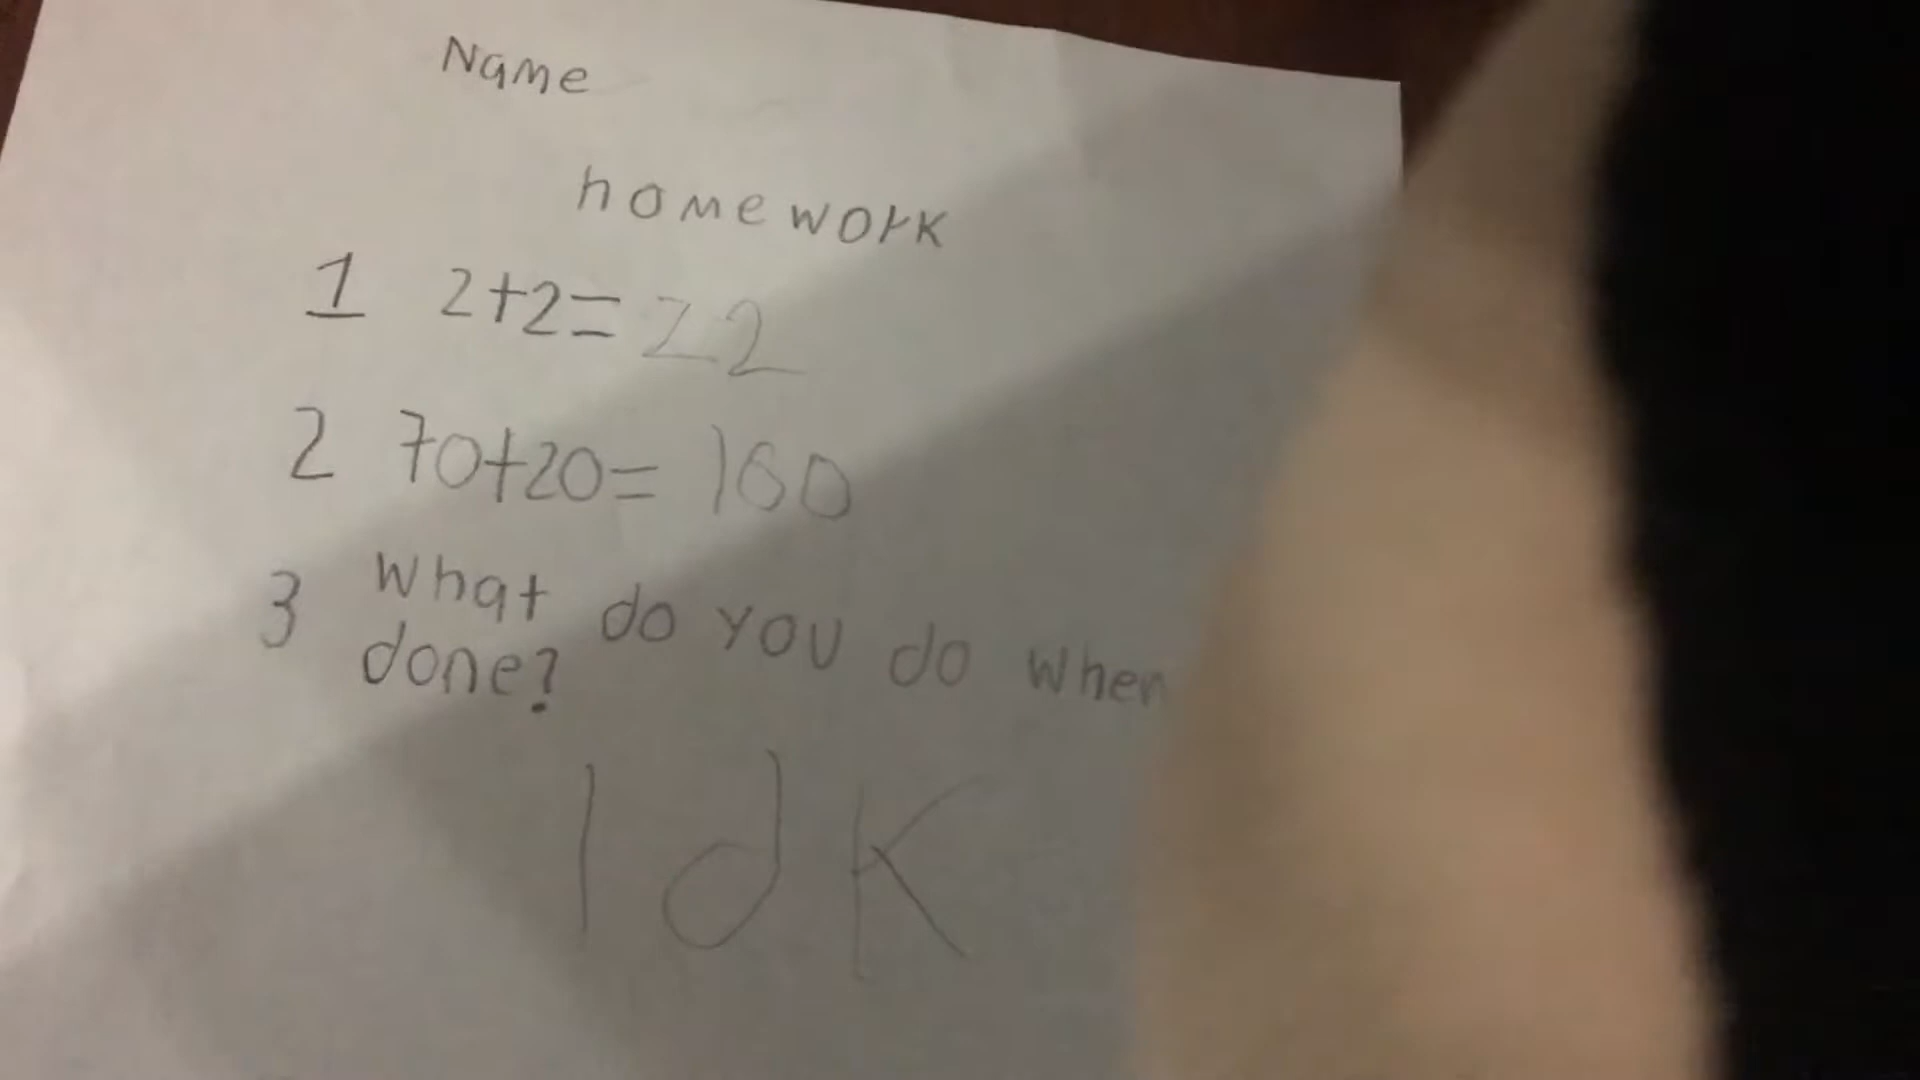 Name
homework
1 2+2=22
2 70+20= 160
3 What do you do when
done?
Idk